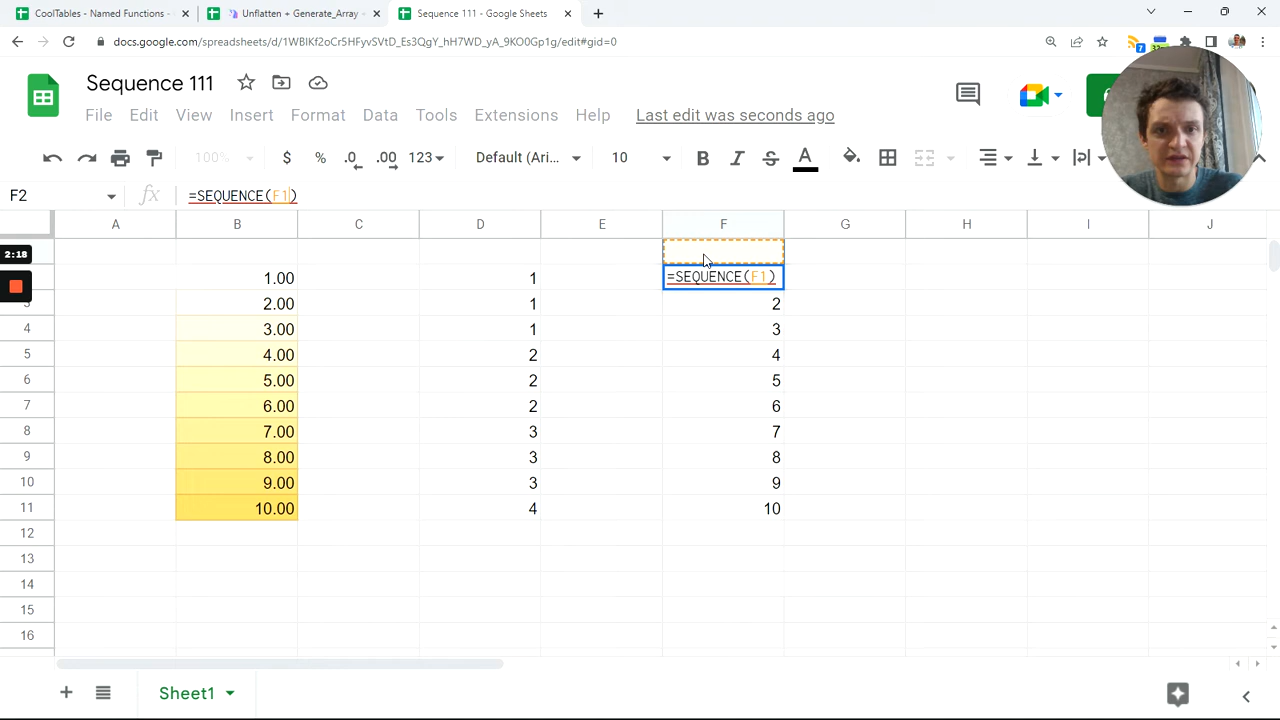 CoolTables - Named Functions -
Unflatten + Generate_Array -
Sequence 111 - Google Sheets
docs.google.com/spreadsheets/d/1WBIKf2oCr5HFyvSVtD_Es3QqY_hH7WD_yA_9KO0Gp1g/edit#gid=0
7
Sequence 111
File Edit View Insert Format Data Tools Extensions Help Last edit was seconds ago
100% $ % .0 .00 123 Default (Ari... 10 B I S A
F2 fx =SEQUENCE(F1)
A B C D E F G H I J
2:18
1.00 1 =SEQUENCE(F1)
3 2.00 1 2
4 3.00 1 3
5 4.00 2 4
6 5.00 2 5
7 6.00 2 6
8 7.00 3 7
9 8.00 3 8
10 9.00 3 9
11 10.00 4 10
12
13
14
15
16
Sheet1